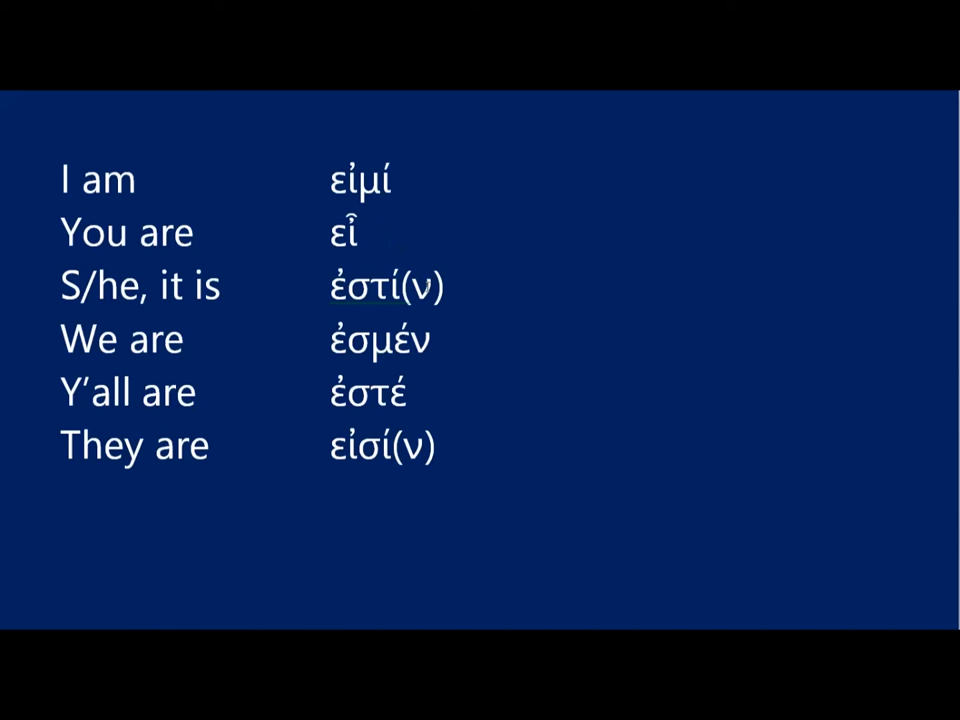 I am εἰμί
You are εἶ
S/he, it is ἐστί(ν)
We are ἐσμέν
Y’all are ἐστέ
They are εἰσί(ν)